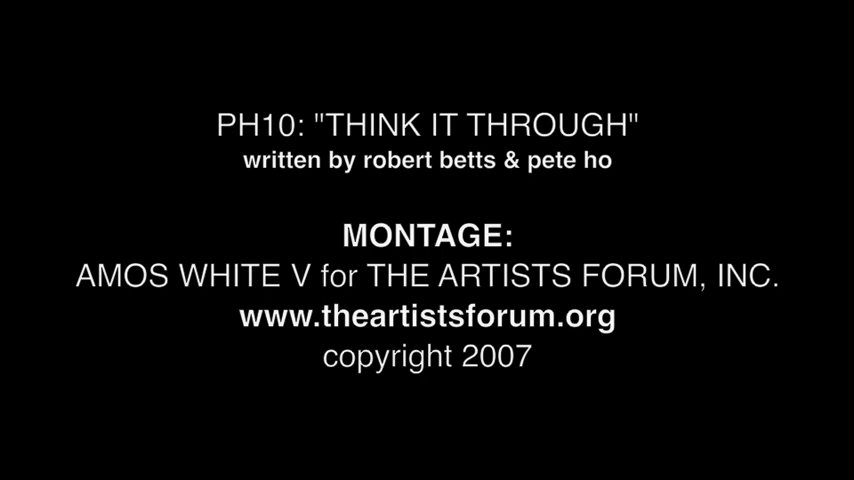 PH10: "THINK IT THROUGH"
written by robert betts & pete ho
MONTAGE:
AMOS WHITE V for THE ARTISTS FORUM, INC.
www.theartistsforum.org
copyright 2007